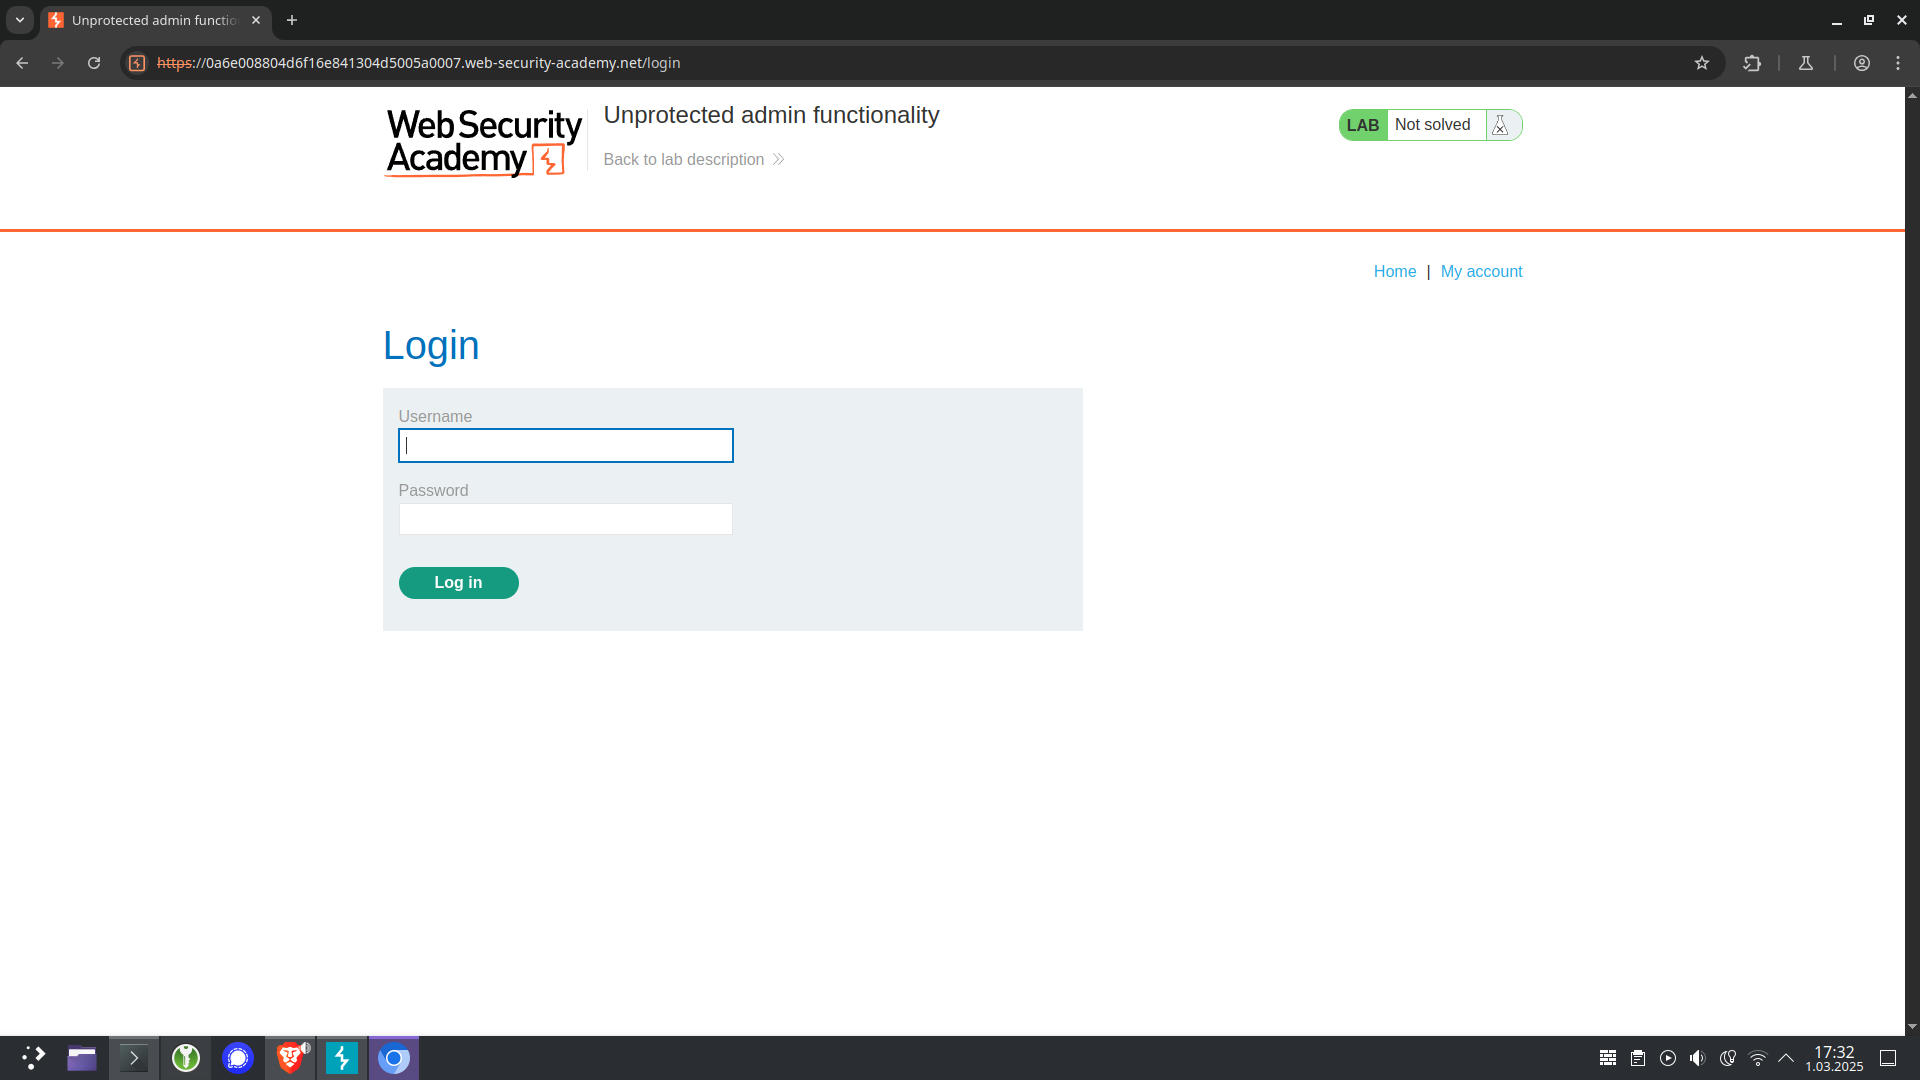 Unprotected admin functio
https://0a6e008804d6f16e841304d5005a0007.web-security-academy.net/login
Web Security
Academy
Unprotected admin functionality
Back to lab description
LAB Not solved
Home | My account
Login
Username
Password
Log in
17:32
1.03.2025